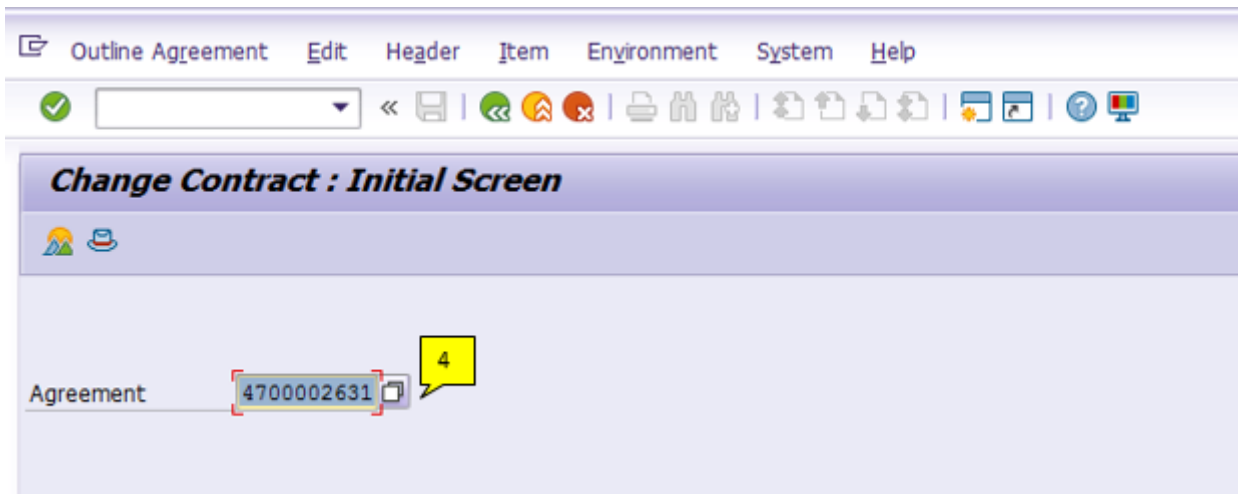 Outline Agreement Edit Header Item Environment System Help
Change Contract : Initial Screen
4
Agreement 4700002631